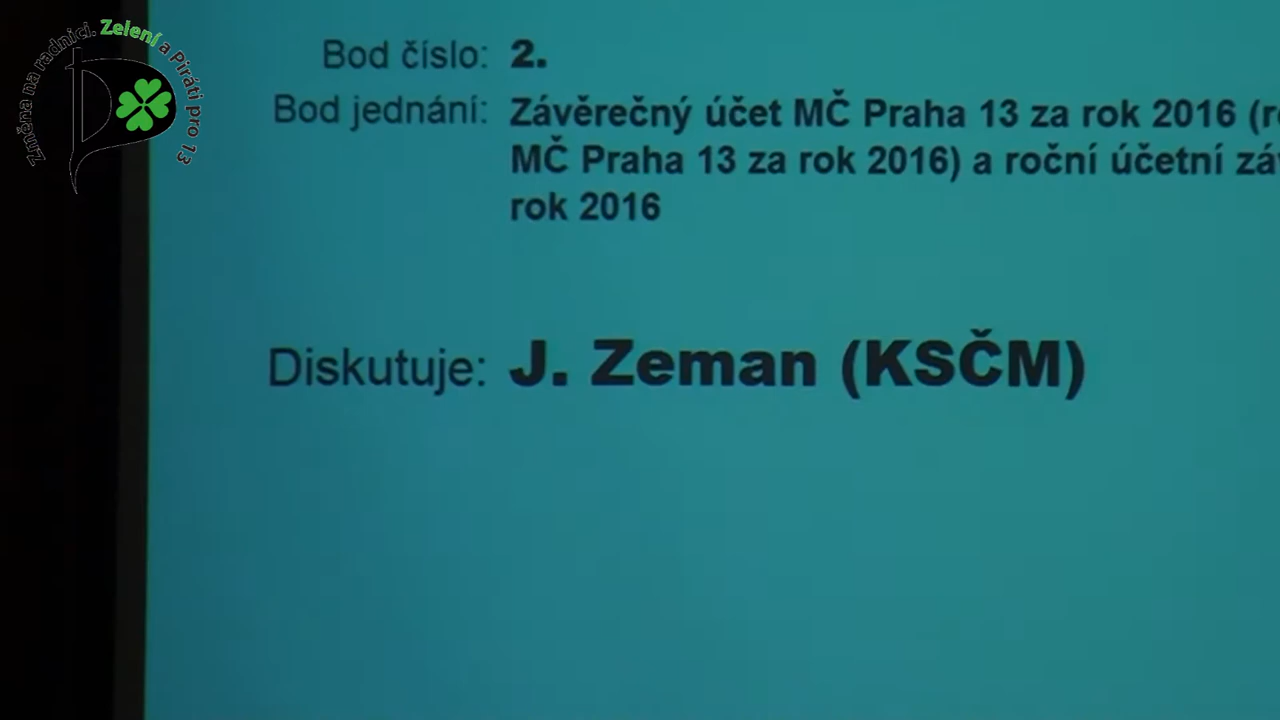 Změna na radnici. Zelení a Piráti pro 13
Bod číslo: 2.
Bod jednání: Závěrečný účet MČ Praha 13 za rok 2016
MČ Praha 13 za rok 2016) a roční účetní
rok 2016
Diskutuje: J. Zeman (KSČM)